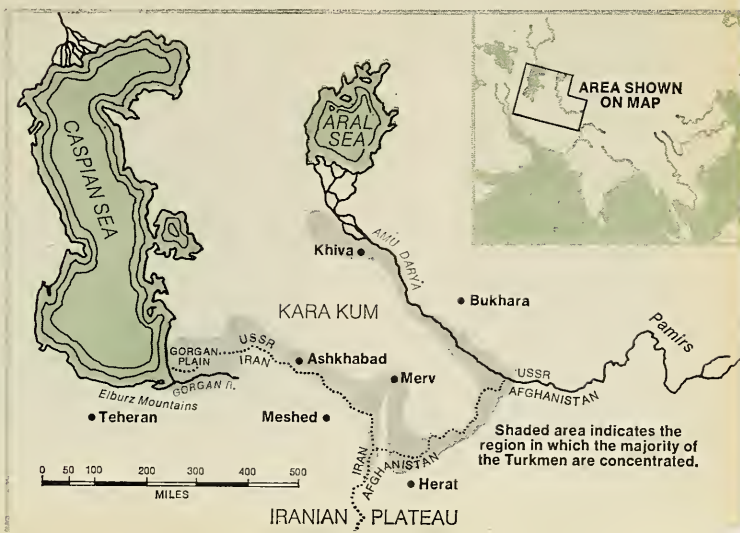 AREA SHOWN
ON MAP
CASPIAN SEA
ARAL
SEA
AMU DARYA
Khiva
Bukhara
KARA KUM
Pamirs
USSR
IRAN
GORGAN
PLAIN
Ashkhabad
Merv
USSR
AFGHANISTAN
GORGAN R.
Elburz Mountains
Teheran
Meshed
Shaded area indicates the
region in which the majority of
the Turkmen are concentrated.
IRAN
AFGHANISTAN
Herat
0 50 100 200 300 400 500
MILES
IRANIAN PLATEAU